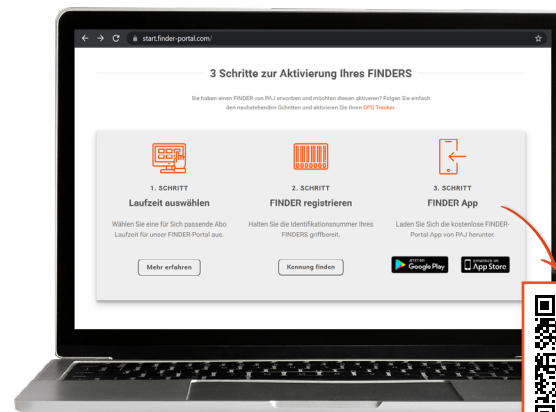 start.finder-portal.com/
3 Schritte zur Aktivierung Ihres FINDERS
Sie haben einen FINDER von PAJ erworben und möchten diesen aktivieren? Folgen Sie einfach
den nachstehenden Schritten und aktivieren Sie Ihren GPS Tracker.
1. SCHRITT
Laufzeit auswählen
Wählen Sie eine für Sich passende Abo
Laufzeit für unser FINDER-Portal aus.
Mehr erfahren
2. SCHRITT
FINDER registrieren
Halten Sie die Identifikationsnummer Ihres
FINDERS griffbereit.
Kennung finden
3. SCHRITT
FINDER App
Laden Sie Sich die kostenlose FINDER-
Portal-App von PAJ herunter.
JETZT BEI
Google Play
Erhältlich im
App Store